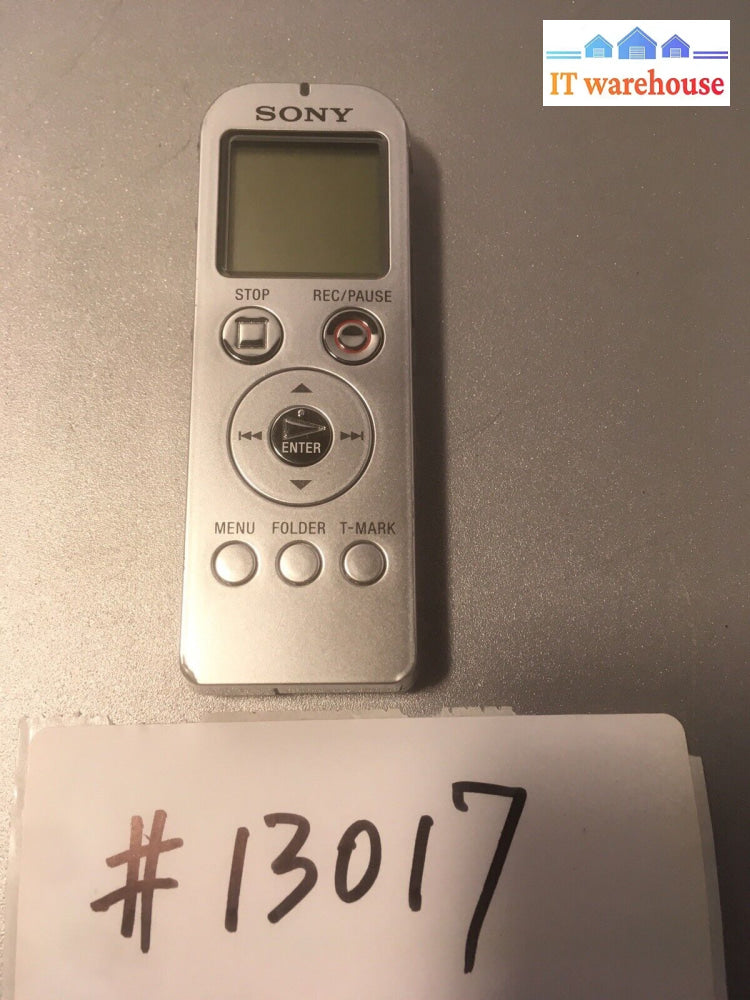 IT warehouse
SONY
STOP REC/PAUSE
ENTER
MENU FOLDER T-MARK
#13017